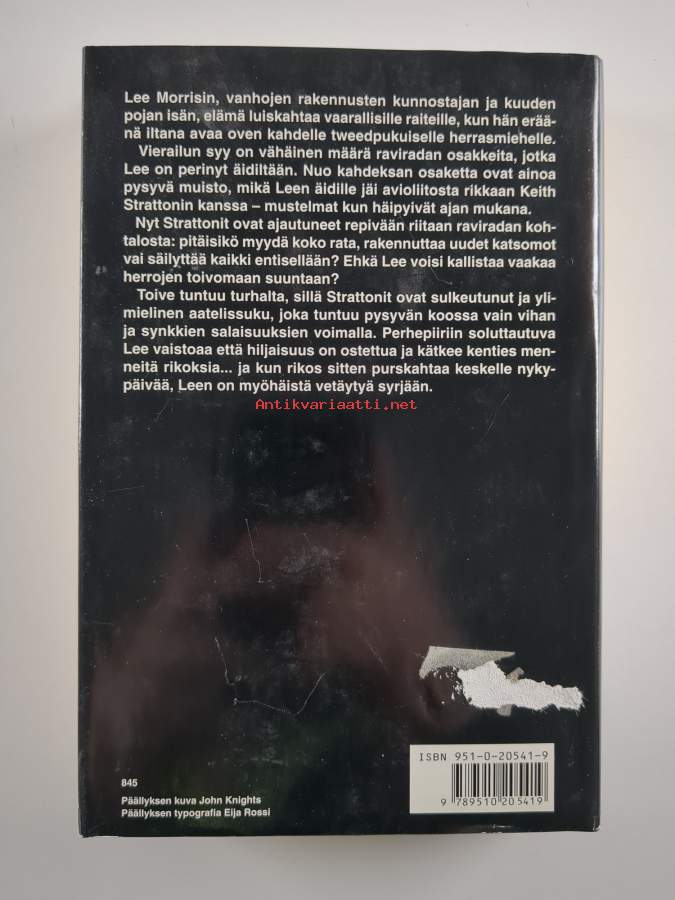 Lee Morrisin, vanhojen rakennusten kunnostajan ja kuuden
pojan isän, elämä luiskahtaa vaarallisille raiteille, kun hän erää-
nä iltana avaa oven kahdelle tweedpukuiselle herrasmiehelle.
Vierailun syy on vähäinen määrä raviradan osakkeita, jotka
Lee on perinyt äidiltään. Nuo kahdeksan osaketta ovat ainoa
pysyvä muisto, mikä Leen äidille jäi avioliitosta rikkaan Keith
Strattonin kanssa – mustelmat kun häipyivät ajan mukana.
Nyt Strattonit ovat ajautuneet repivään riitaan raviradan koh-
talosta: pitäisikö myydä koko rata, rakennuttaa uudet katsomot
vai säilyttää kaikki entisellään? Ehkä Lee voisi kallistaa vaakaa
herrojen toivomaan suuntaan?
Toive tuntuu turhalta, sillä Strattonit ovat sulkeutunut ja yli-
mielinen aatelissuku, joka tuntuu pysyvän koossa vain vihan
ja synkkien salaisuuksien voimalla. Perhepiiriin soluttautuva
Lee vaistoaa että hiljaisuus on ostettua ja kätkee kenties men-
neitä rikoksia... ja kun rikos sitten purskahtaa keskelle nyky-
päivää, Leen on myöhäistä vetäytyä syrjään.
Antikvariaatti.net
ISBN 951-0-20541-9
9 789510 205419
845
Päällyksen kuva John Knights
Päällyksen typografia Eija Rossi